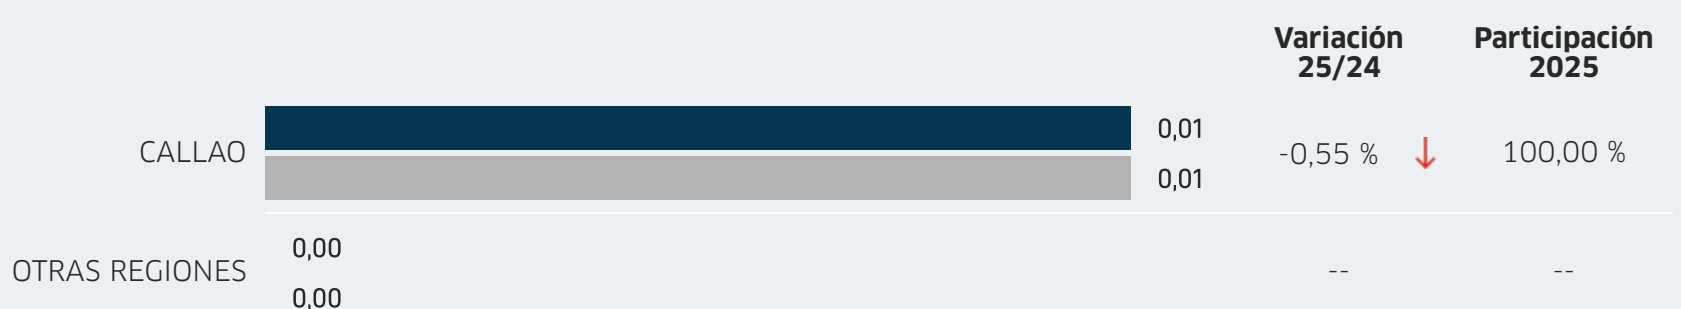 Variación
25/24
Participación
2025
CALLAO
0,01
0,01
-0,55 %
100,00 %
OTRAS REGIONES
0,00
0,00
--
--